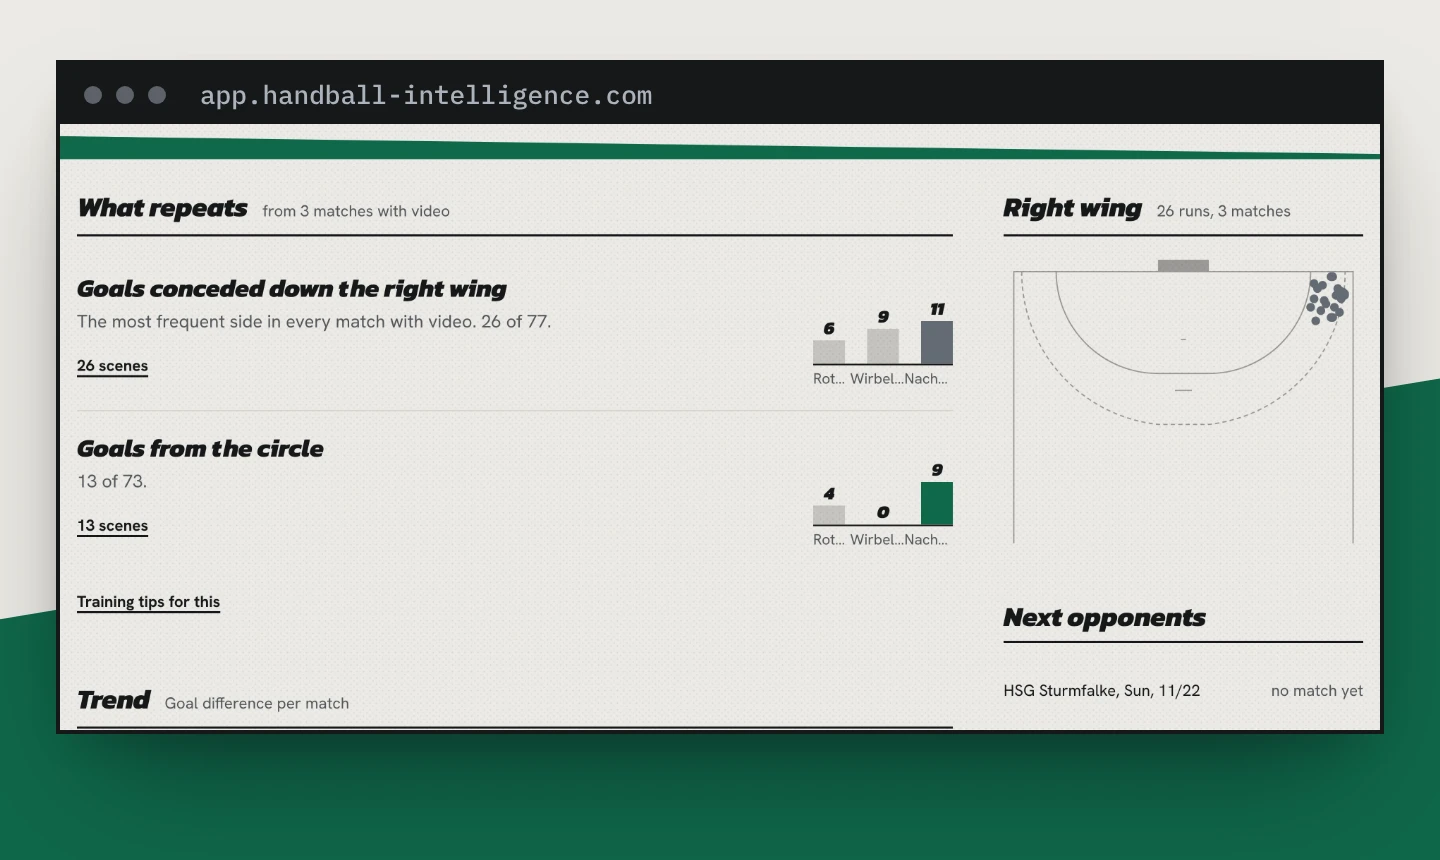 app.handball-intelligence.com
What repeats from 3 matches with video
Goals conceded down the right wing
The most frequent side in every match with video. 26 of 77.
26 scenes
6 9 11
Rot... Wirbel... Nach...
Goals from the circle
13 of 73.
13 scenes
4 0 9
Rot... Wirbel... Nach...
Training tips for this
Trend Goal difference per match
Right wing 26 runs, 3 matches
Next opponents
HSG Sturmfalke, Sun, 11/22 no match yet